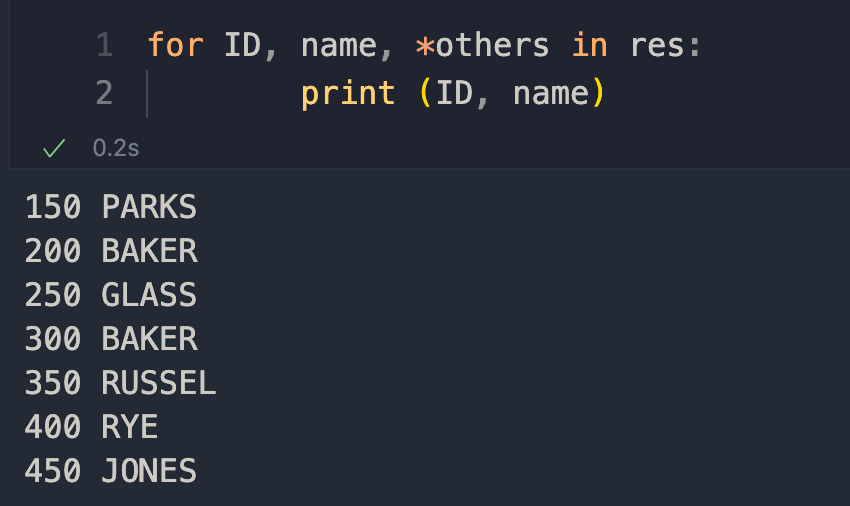 1 for ID, name, *others in res:
2 print (ID, name)
✓ 0.2s
150 PARKS
200 BAKER
250 GLASS
300 BAKER
350 RUSSEL
400 RYE
450 JONES